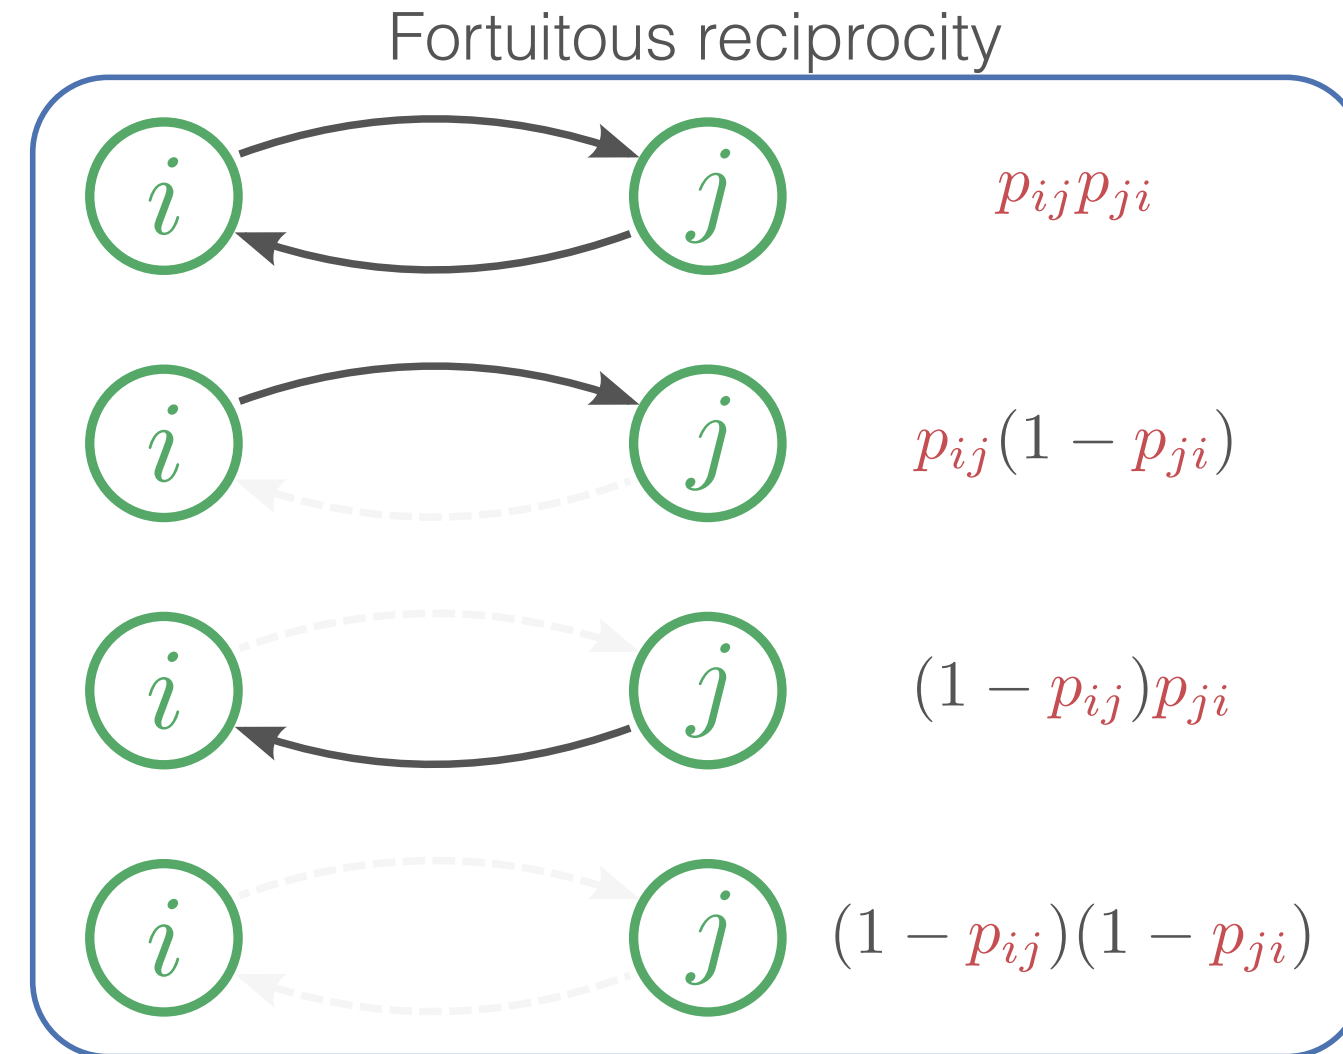 Fortuitous reciprocity
i j p_{ij}p_{ji}
i j p_{ij}(1 − p_{ji})
i j (1 − p_{ij})p_{ji}
i j (1 − p_{ij})(1 − p_{ji})